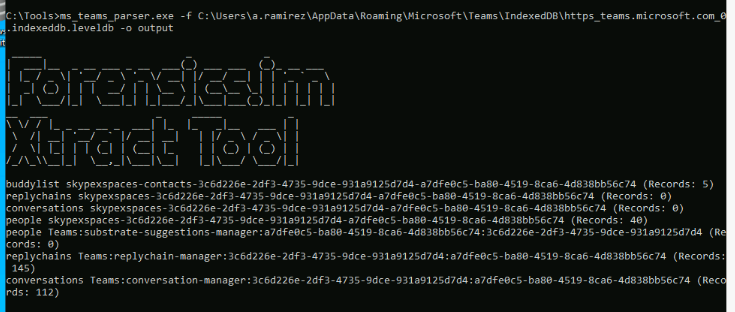 C:\Tools>ms_teams_parser.exe -f C:\Users\a.ramirez\AppData\Roaming\Microsoft\Teams\IndexedDB\https_teams.microsoft.com_0
.indexeddb.leveldb -o output
Forensics.im
Xtract Tool
buddylist skypexspaces-contacts-3c6d226e-2df3-4735-9dce-931a9125d7d4-a7dfe0c5-ba80-4519-8ca6-4d838bb56c74 (Records: 5)
replychains skypexspaces-3c6d226e-2df3-4735-9dce-931a9125d7d4-a7dfe0c5-ba80-4519-8ca6-4d838bb56c74 (Records: 0)
conversations skypexspaces-3c6d226e-2df3-4735-9dce-931a9125d7d4-a7dfe0c5-ba80-4519-8ca6-4d838bb56c74 (Records: 0)
people skypexspaces-3c6d226e-2df3-4735-9dce-931a9125d7d4-a7dfe0c5-ba80-4519-8ca6-4d838bb56c74 (Records: 40)
people Teams:substrate-suggestions-manager:a7dfe0c5-ba80-4519-8ca6-4d838bb56c74:3c6d226e-2df3-4735-9dce-931a9125d7d4 (Re
cords: 0)
replychains Teams:replychain-manager:3c6d226e-2df3-4735-9dce-931a9125d7d4:a7dfe0c5-ba80-4519-8ca6-4d838bb56c74 (Records:
145)
conversations Teams:conversation-manager:3c6d226e-2df3-4735-9dce-931a9125d7d4:a7dfe0c5-ba80-4519-8ca6-4d838bb56c74 (Reco
rds: 112)